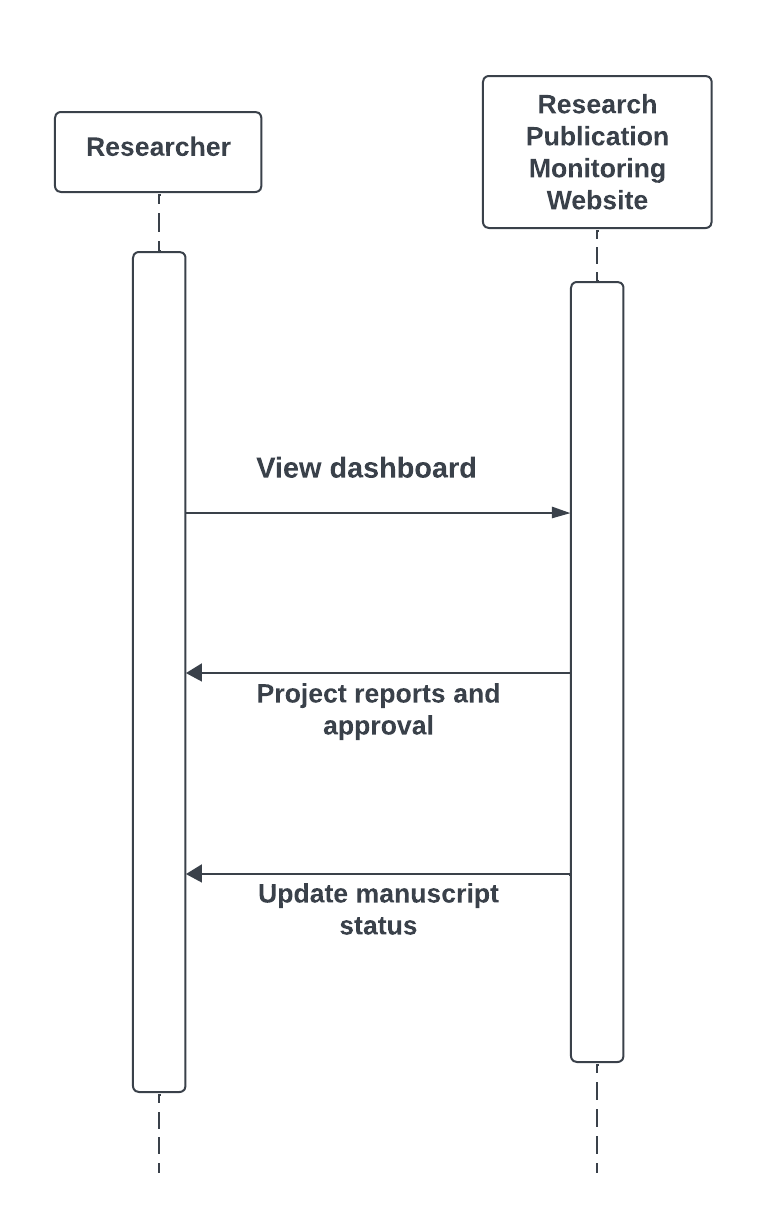 Researcher
Research
Publication
Monitoring
Website
View dashboard
Project reports and
approval
Update manuscript
status